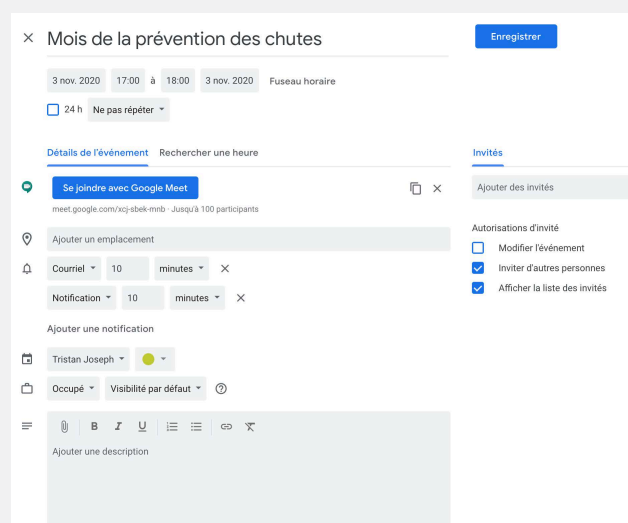 Mois de la prévention des chutes
Enregistrer
3 nov. 2020 17:00 à 18:00 3 nov. 2020 Fuseau horaire
24 h Ne pas répéter
Détails de l'événement Rechercher une heure
Invités
Se joindre avec Google Meet
meet.google.com/xcj-sbek-mnb · Jusqu'à 100 participants
Ajouter des invités
Ajouter un emplacement
Autorisations d'invité
Modifier l'événement
Courriel 10 minutes
Inviter d'autres personnes
Afficher la liste des invités
Notification 10 minutes
Ajouter une notification
Tristan Joseph
Occupé Visibilité par défaut
B I U
Ajouter une description